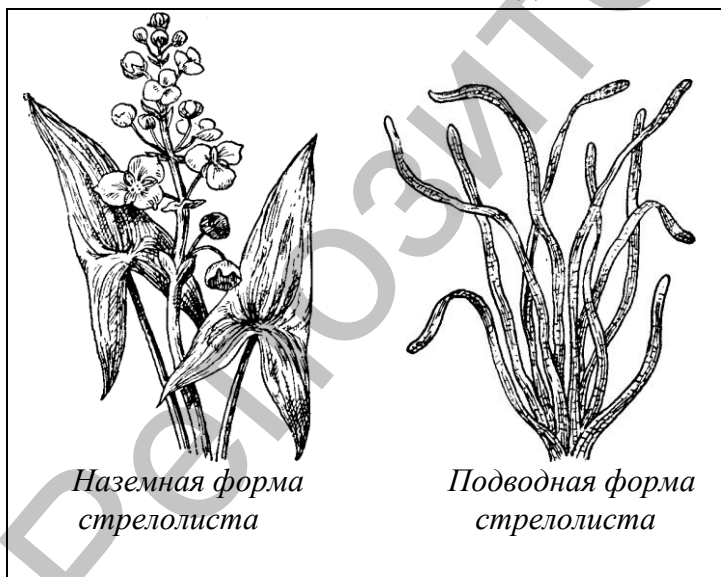 Наземная форма
стрелолиста
Подводная форма
стрелолиста